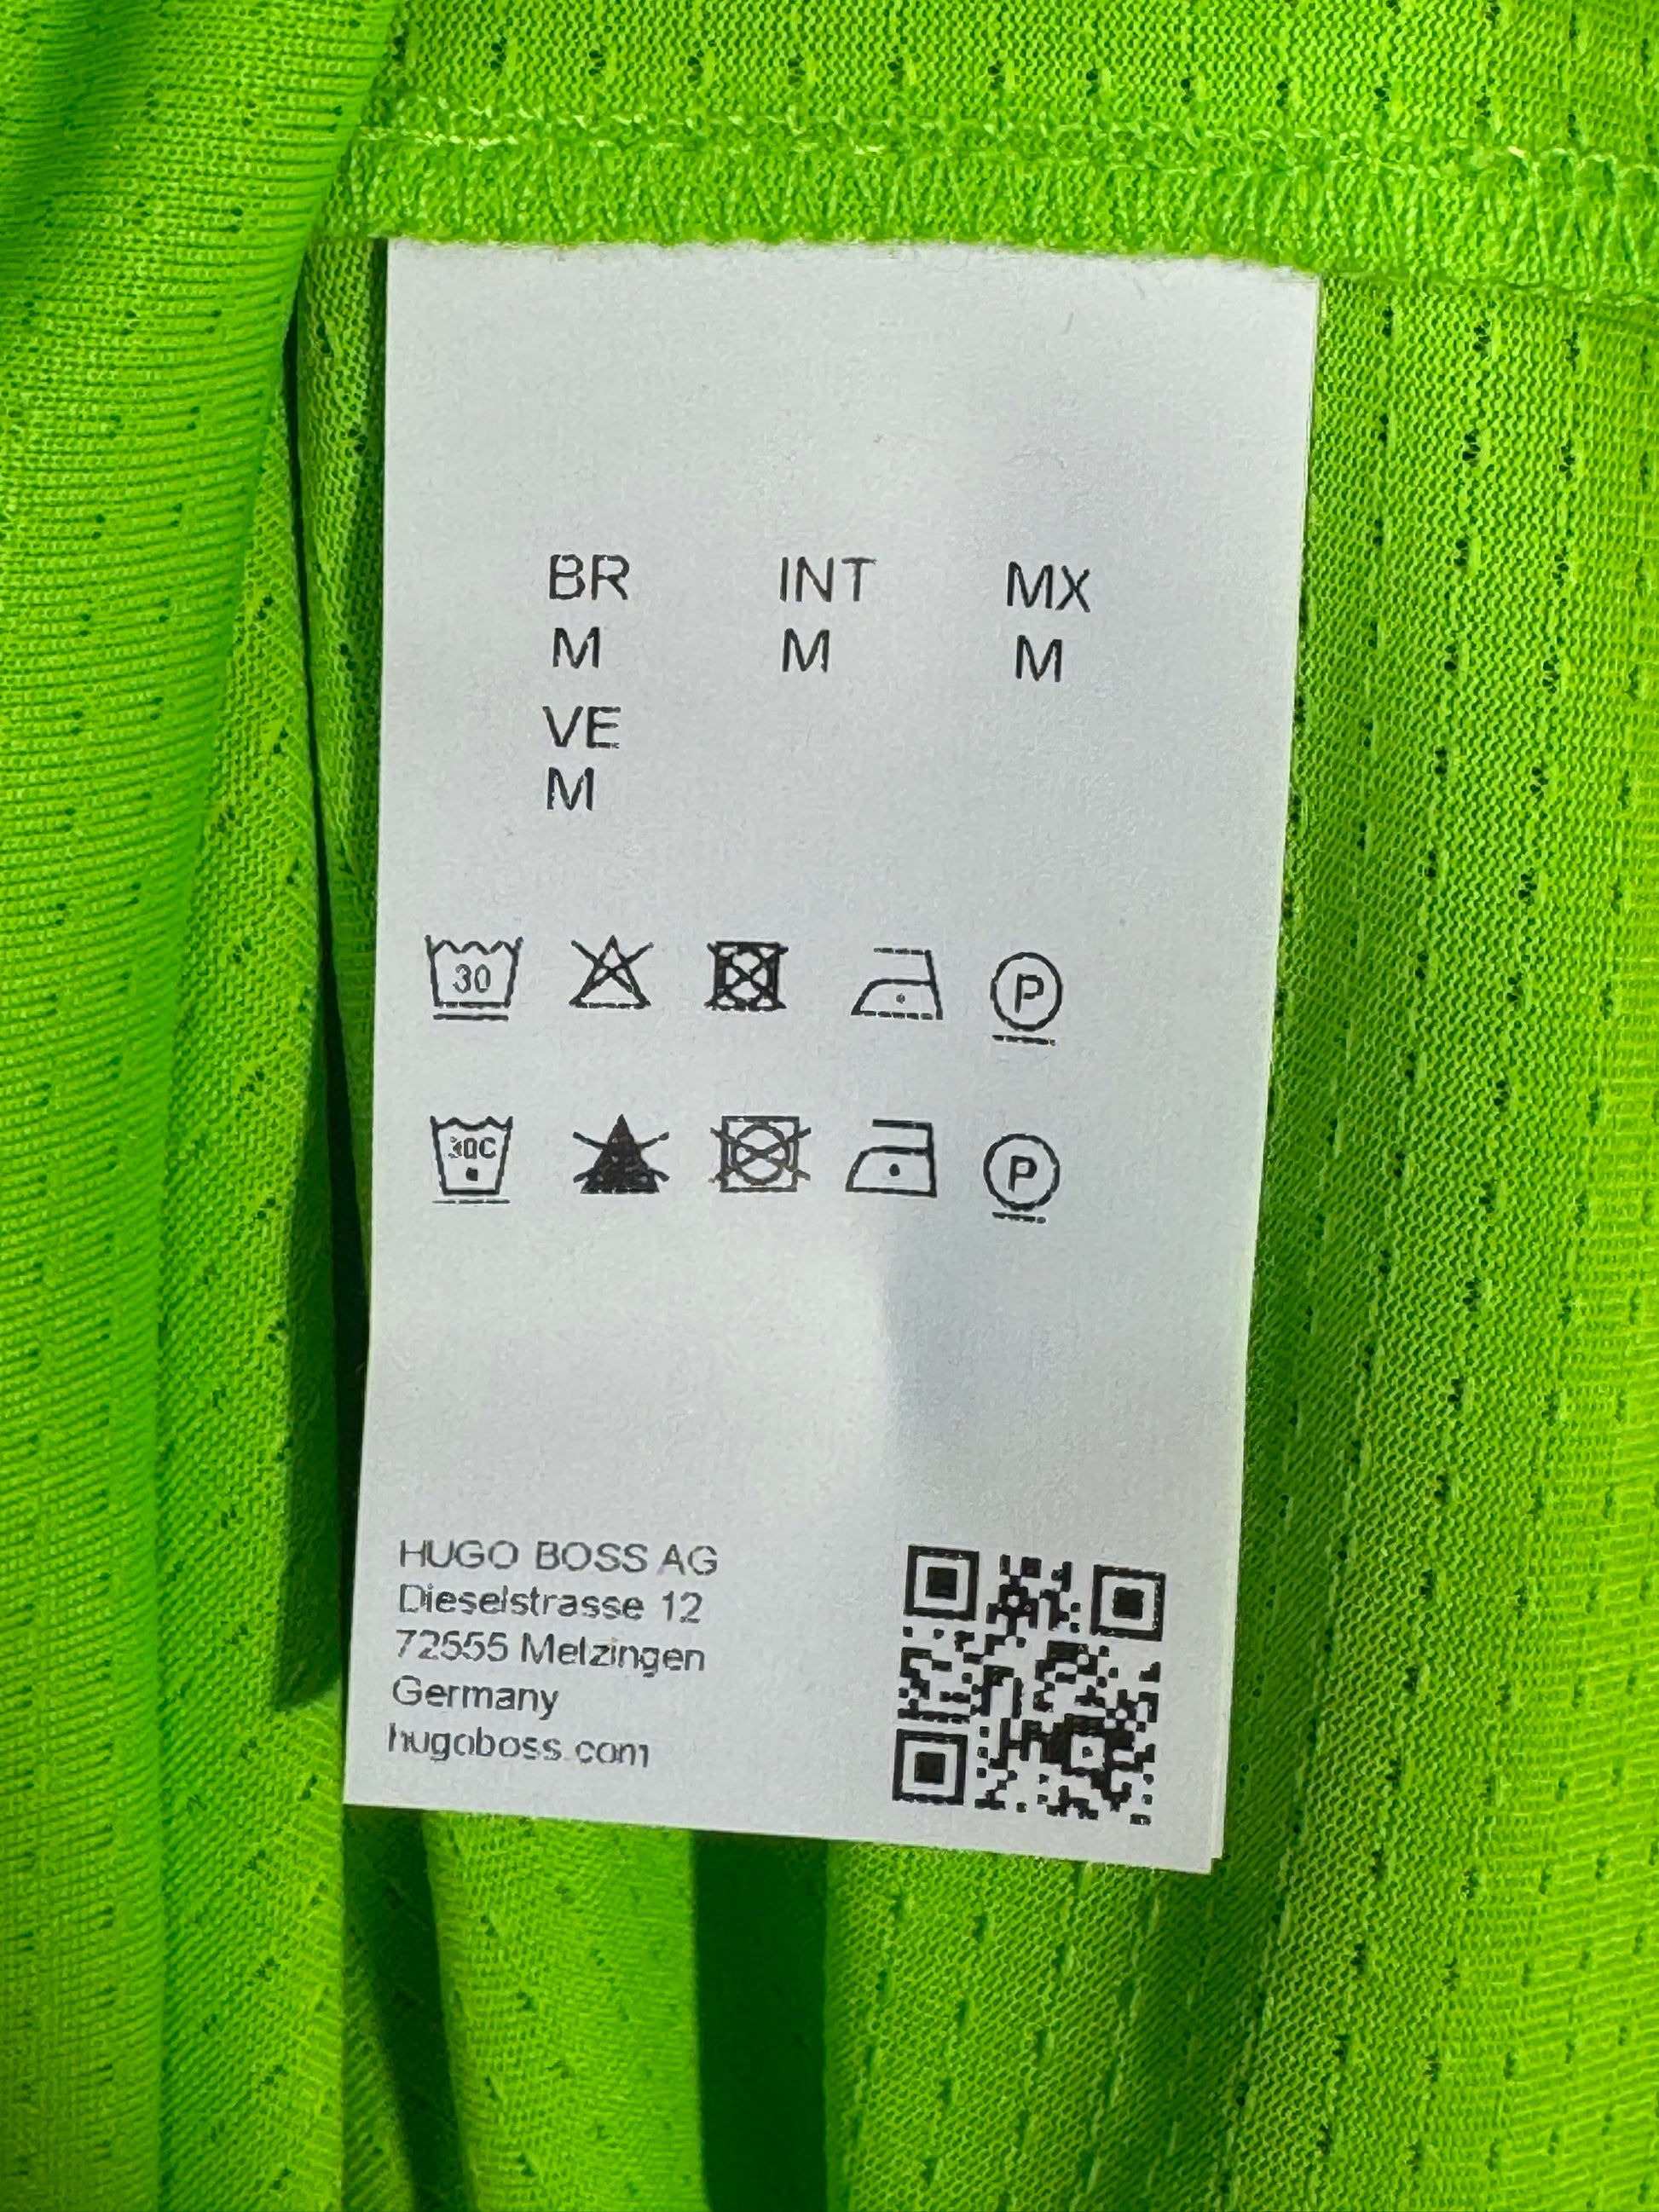 BR INT MX
M M M
VE
M
30 P
30C P
HUGO BOSS AG
Dieselstrasse 12
72555 Metzingen
Germany
hugoboss.com